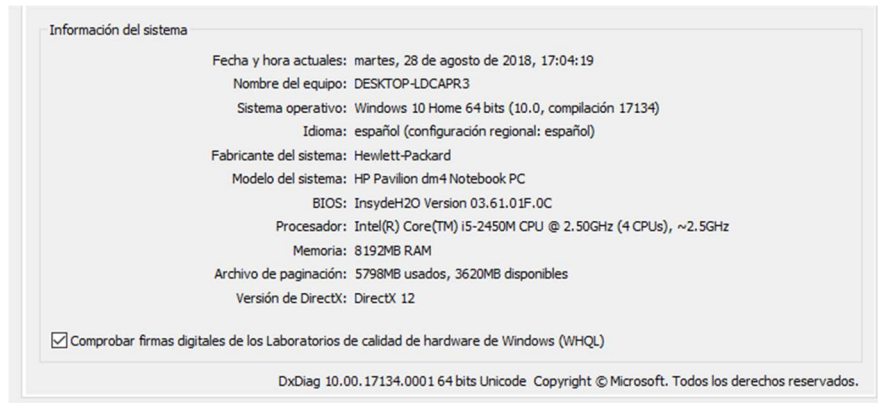 Información del sistema
Fecha y hora actuales: martes, 28 de agosto de 2018, 17:04:19
Nombre del equipo: DESKTOP-LDCAPR3
Sistema operativo: Windows 10 Home 64 bits (10.0, compilación 17134)
Idioma: español (configuración regional: español)
Fabricante del sistema: Hewlett-Packard
Modelo del sistema: HP Pavilion dm4 Notebook PC
BIOS: InsydeH2O Version 03.61.01F.0C
Procesador: Intel(R) Core(TM) i5-2450M CPU @ 2.50GHz (4 CPUs), ~2.5GHz
Memoria: 8192MB RAM
Archivo de paginación: 5798MB usados, 3620MB disponibles
Versión de DirectX: DirectX 12
Comprobar firmas digitales de los Laboratorios de calidad de hardware de Windows (WHQL)
DxDiag 10.00.17134.0001 64 bits Unicode Copyright © Microsoft. Todos los derechos reservados.